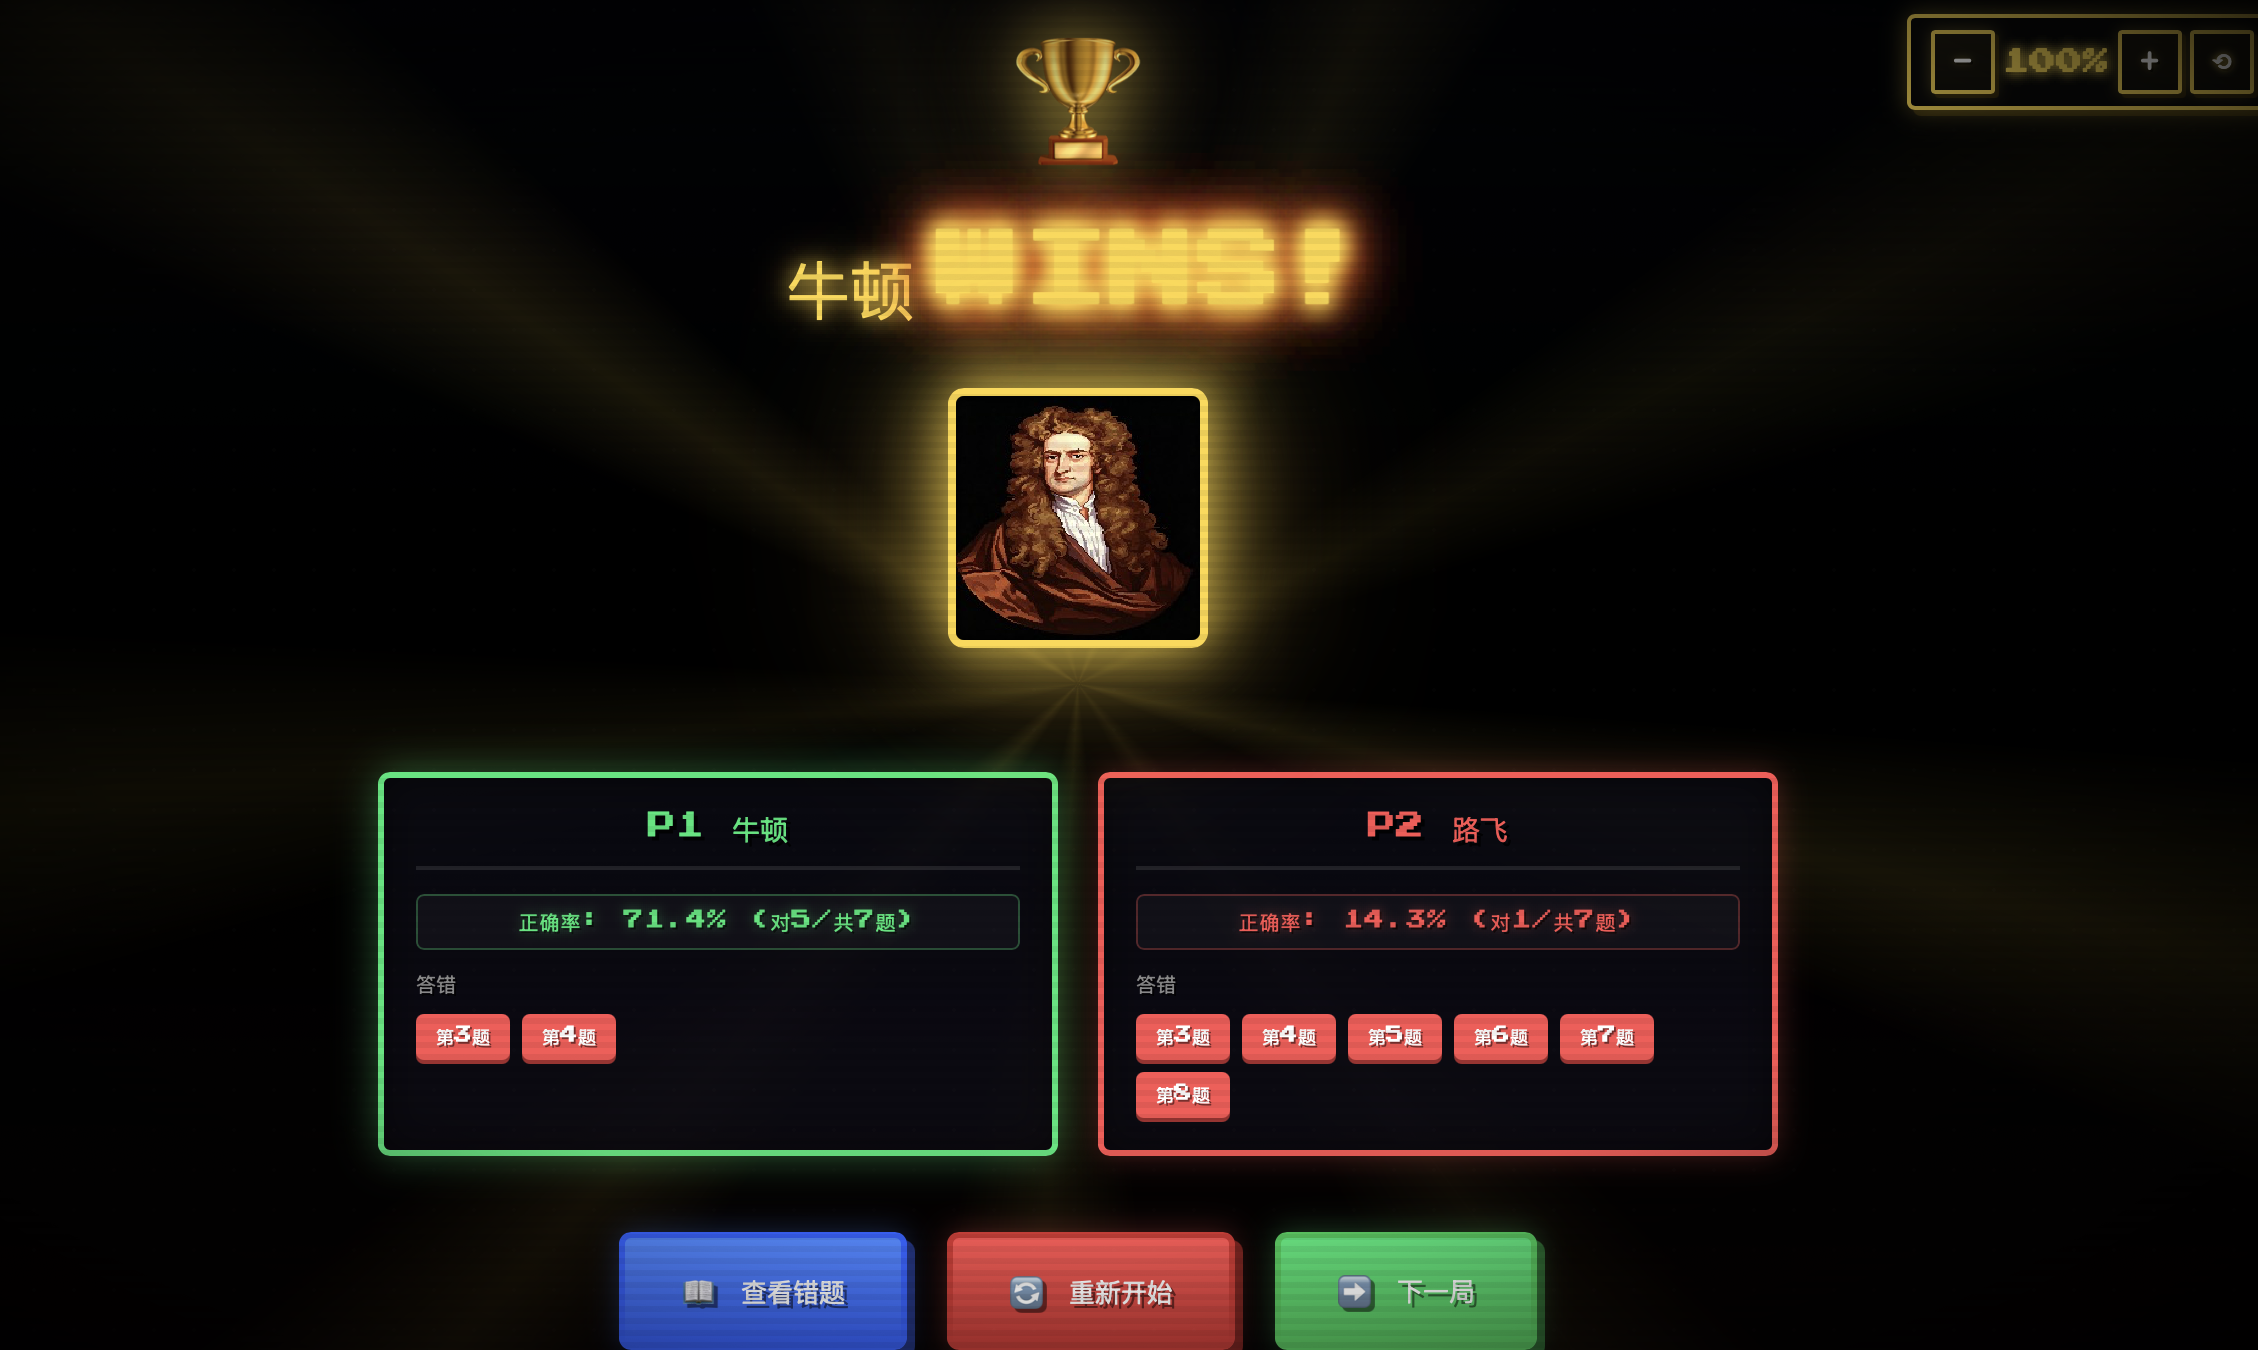 − 100% + ⟲
牛顿 WINS!
P1 牛顿
正确率: 71.4% (对5/共7题)
答错
第3题 第4题
P2 路飞
正确率: 14.3% (对1/共7题)
答错
第3题 第4题 第5题 第6题 第7题
第8题
查看错题
重新开始
下一局